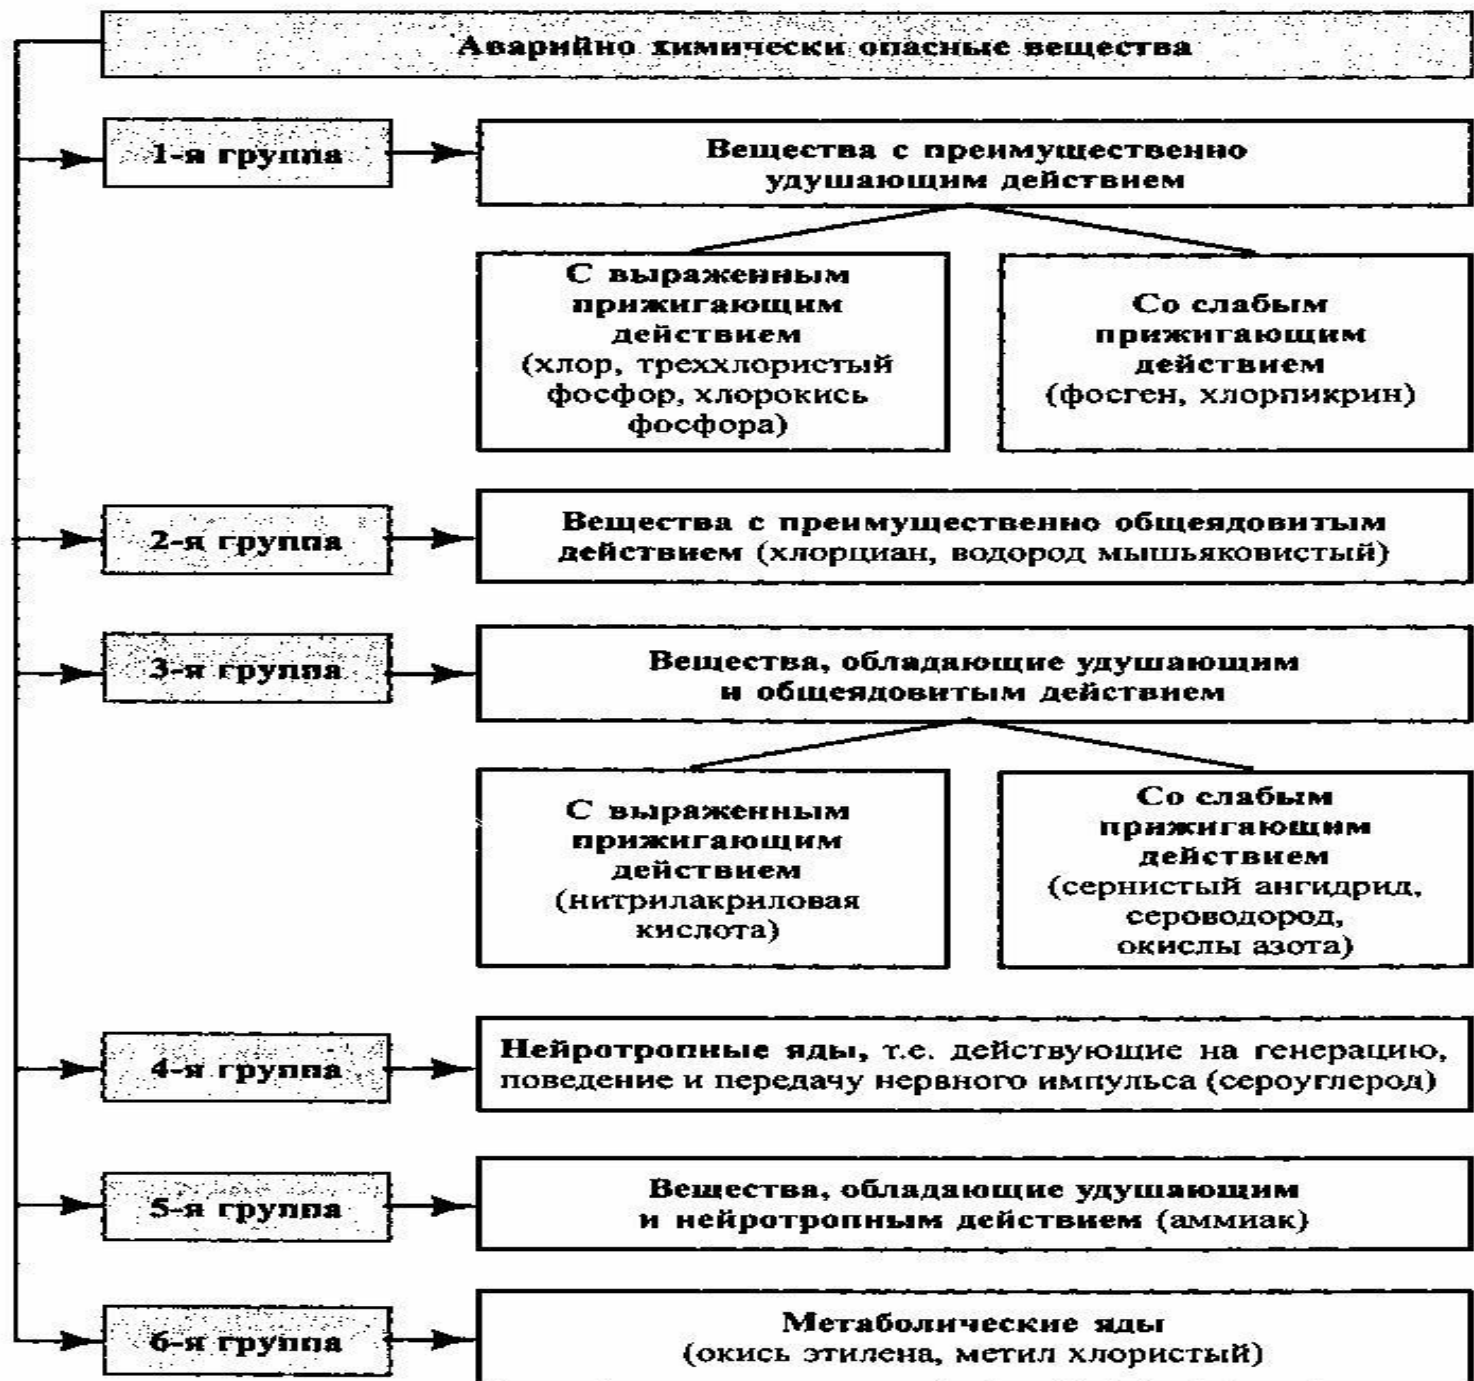 Аварийно химически опасные вещества
1-я группа
Вещества с преимущественно
удушающим действием
С выраженным
прижигающим
действием
(хлор, треххлористый
фосфор, хлорокись
фосфора)
Со слабым
прижигающим
действием
(фосген, хлорпикрин)
2-я группа
Вещества с преимущественно общеядовитым
действием (хлорциан, водород мышьяковистый)
3-я группа
Вещества, обладающие удушающим
и общеядовитым действием
С выраженным
прижигающим
действием
(нитрилакриловая
кислота)
Со слабым
прижигающим
действием
(сернистый ангидрид,
сероводород,
окислы азота)
4-я группа
Нейротропные яды, т.е. действующие на генерацию,
поведение и передачу нервного импульса (сероуглерод)
5-я группа
Вещества, обладающие удушающим
и нейротропным действием (аммиак)
6-я группа
Метаболические яды
(окись этилена, метил хлористый)